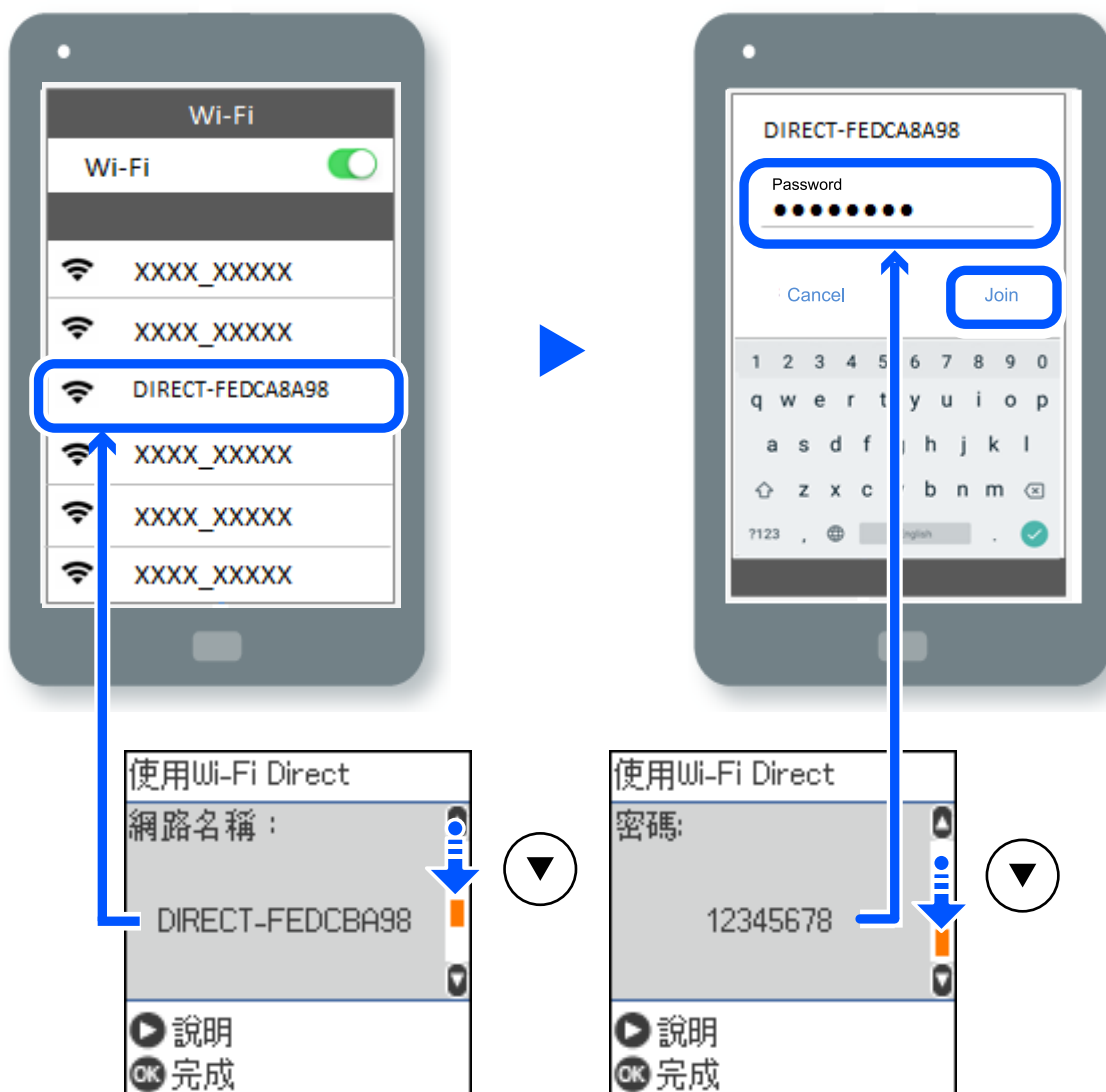 Wi-Fi
Wi-Fi
XXXX_XXXXX
XXXX_XXXXX
DIRECT-FEDCA8A98
XXXX_XXXXX
XXXX_XXXXX
XXXX_XXXXX
DIRECT-FEDCA8A98
Password
Cancel
Join
1 2 3 4 5 6 7 8 9 0
q w e r t y u i o p
a s d f h j k l
z x c b n m
?123 , .
使用Wi-Fi Direct
網路名稱：
DIRECT-FEDCBA98
說明
OK 完成
使用Wi-Fi Direct
密碼:
12345678
說明
OK 完成